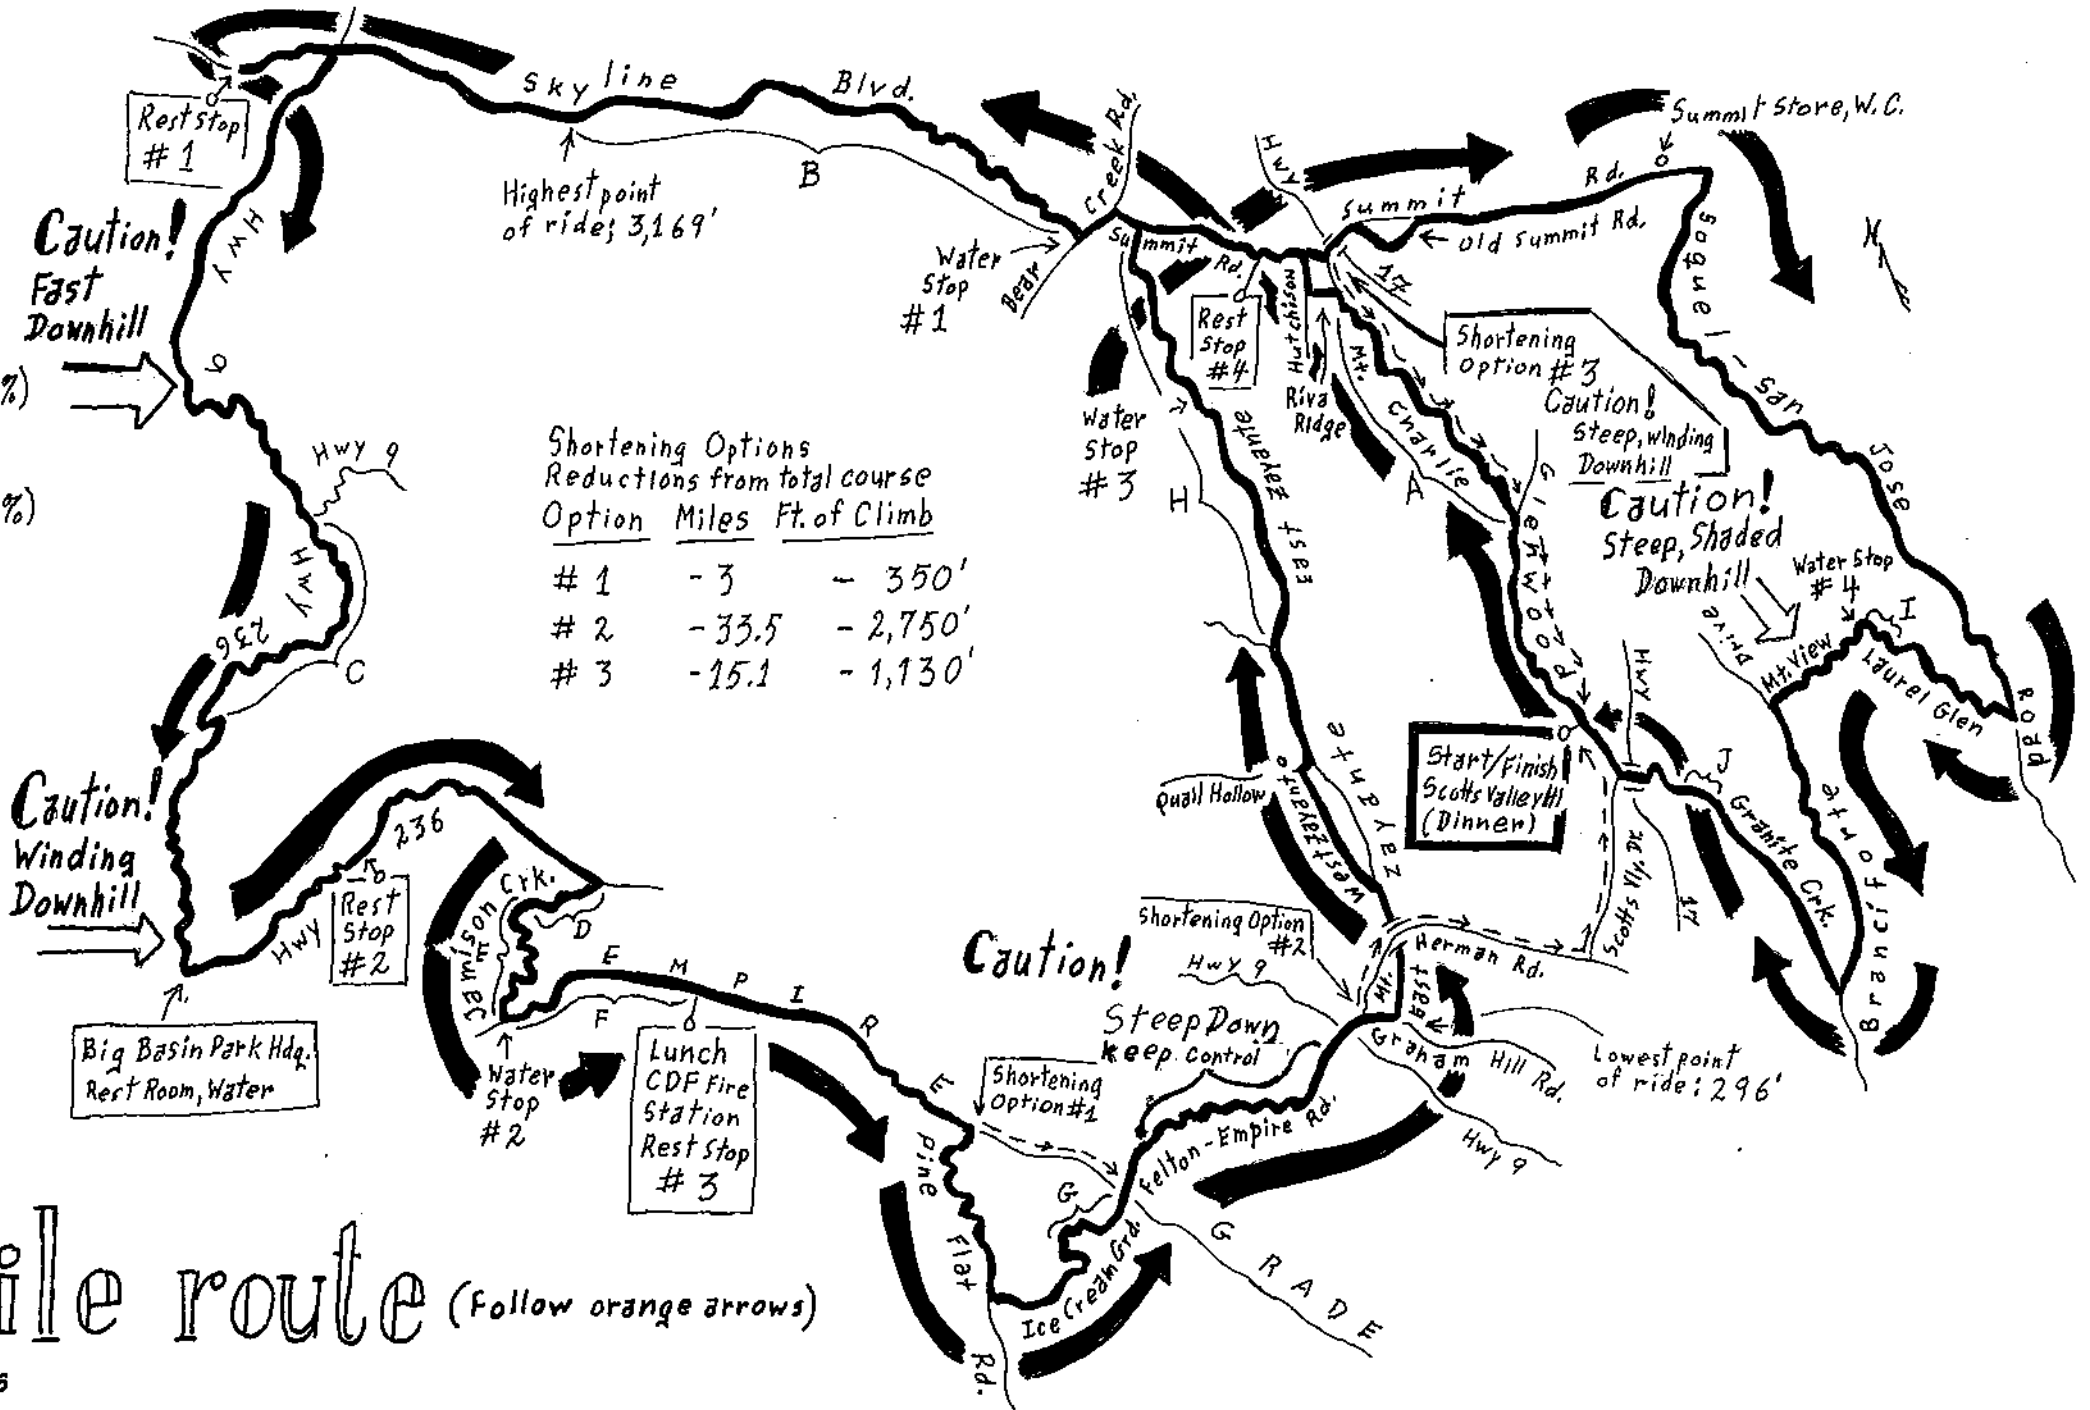 Rest Stop
# 1
Caution!
Fast
Downhill
%)
%)
Hwy
9
Skyline Blvd.
Highest point
of ride; 3,169'
B
Water
Stop
#1
Bear Creek Rd.
Summit Rd.
Hwy 17
Summit Rd.
Old Summit Rd.
Summit Store, W.C.
N
Soquel-San Jose Road
Rest
Stop
#4
Hutchison
Riva
Ridge
Mt. Charlie
A
Glenwood
Shortening
Option #3
Caution!
Steep, winding
Downhill
Caution!
Steep, Shaded
Downhill
Water Stop
#4
I
Mt. View
Drive
Laurel Glen
Branciforte
Water
Stop
#3
H
East Zayante
Hwy 9
Hwy
236
C
Shortening Options
Reductions from total course
Option Miles Ft. of Climb
# 1 - 3 - 350'
# 2 - 33.5 - 2,750'
# 3 - 15.1 - 1,130'
Quail Hollow
West Zayante
Zayante
Start/Finish
Scotts Valley HI
(Dinner)
Hwy
17
J
Granite Crk.
Scotts Vly. Dr.
Caution!
Winding
Downhill
Hwy 236
Rest
Stop
#2
Jamison Crk.
D
E
Big Basin Park Hdq.
Rest Room, Water
Water
Stop
#2
F
EMPIRE
GRADE
Lunch
CDF Fire
Station
Rest Stop
# 3
Shortening
Option #1
Pine Flat Rd.
Ice Cream Grd.
G
Felton-Empire Rd.
Caution!
Steep Down
keep control
Shortening Option
#2
Hwy 9
Mt. Herman Rd.
East
Graham Hill Rd.
Lowest point
of ride: 296'
Hwy 9
ile route (Follow orange arrows)